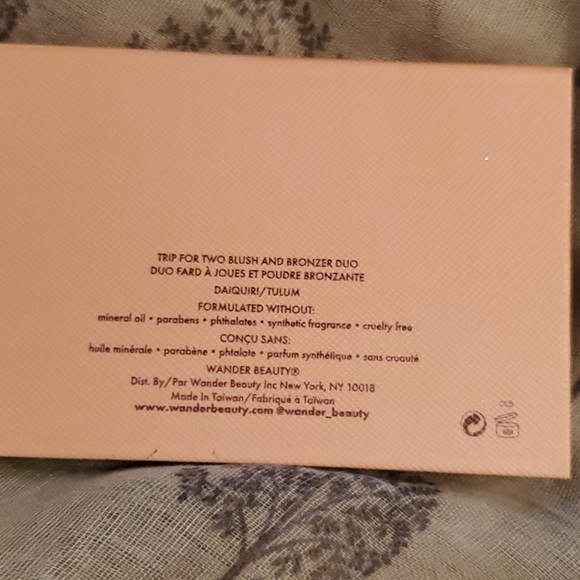 TRIP FOR TWO BLUSH AND BRONZER DUO
DUO FARD À JOUES ET POUDRE BRONZANTE
DAIQUIRI/TULUM
FORMULATED WITHOUT:
mineral oil • parabens • phthalates • synthetic fragrance • cruelty free
CONÇU SANS:
huile minérale • parabène • phtalate • parfum synthétique • sans cruauté
WANDER BEAUTY®
Dist. By/Par Wander Beauty Inc New York, NY 10018
Made In Taiwan/Fabriqué à Taïwan
www.wanderbeauty.com @wander_beauty